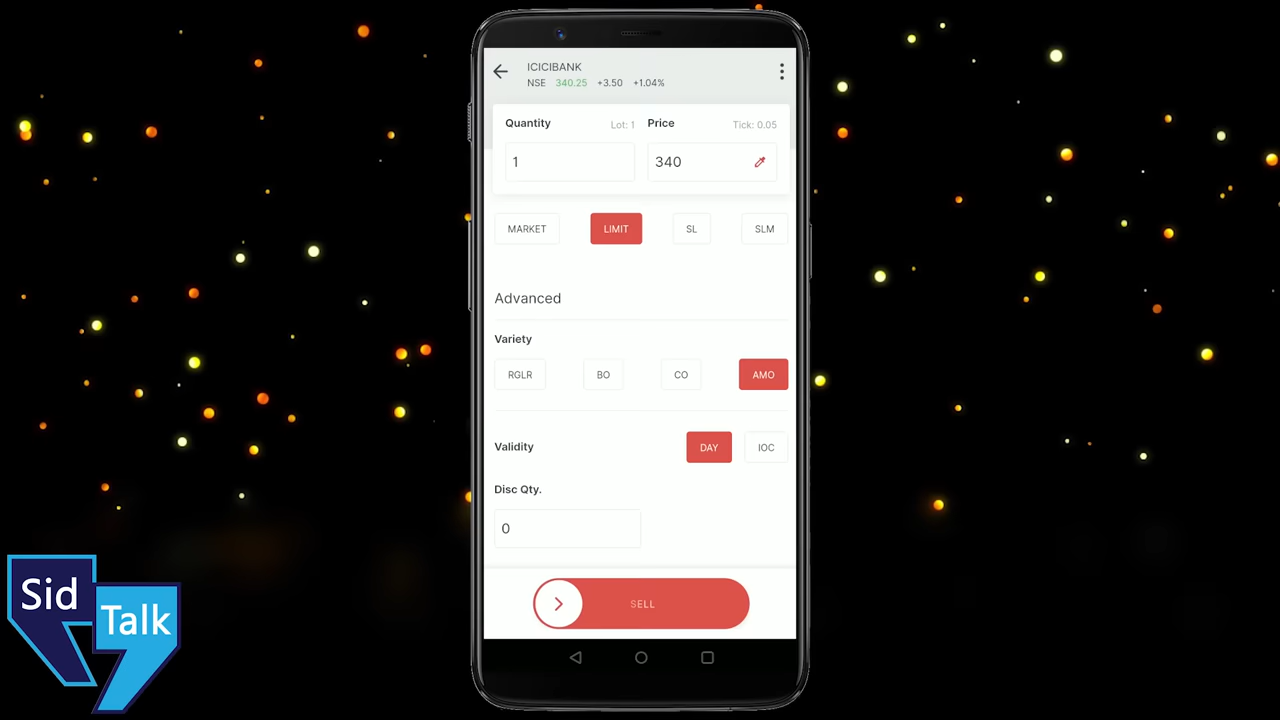 ICICIBANK
NSE 340.25 +3.50 +1.04%
Quantity Lot: 1 Price Tick: 0.05
1 340
MARKET LIMIT SL SLM
Advanced
Variety
RGLR BO CO AMO
Validity DAY IOC
Disc Qty.
0
SELL
Sid
Talk